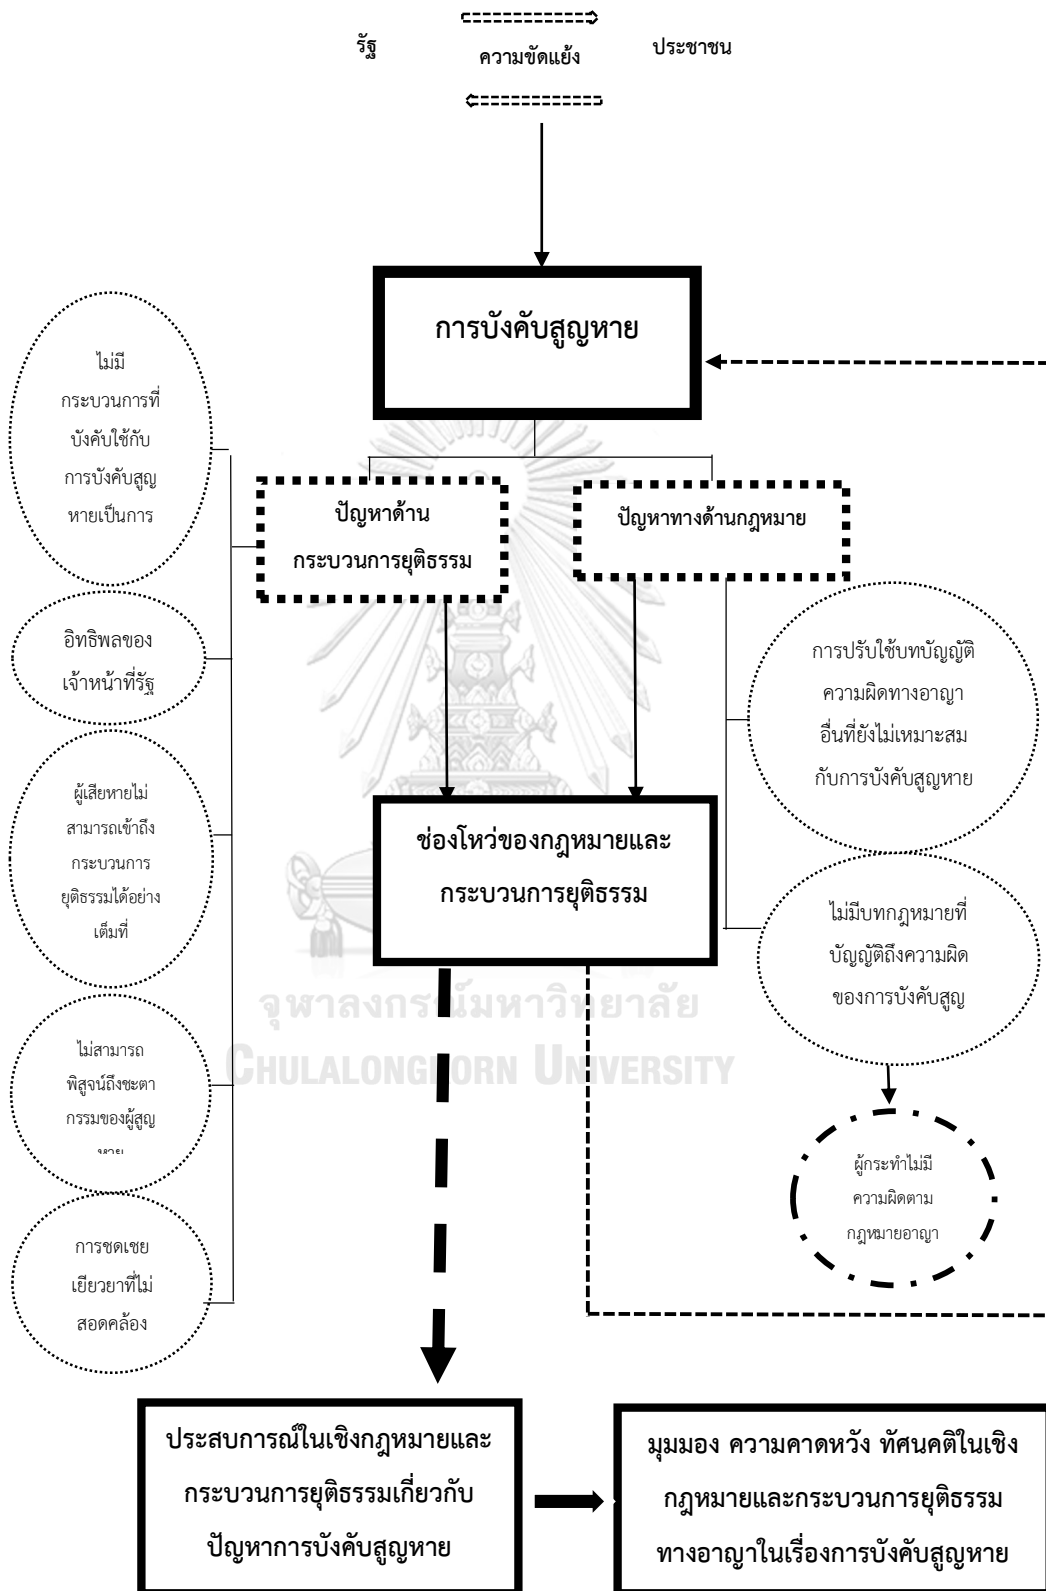 รัฐ
ความขัดแย้ง
ประชาชน
การบังคับสูญหาย
ไม่มี
กระบวนการที่
บังคับใช้กับ
การบังคับสูญ
หายเป็นการ
ปัญหาด้าน
กระบวนการยุติธรรม
ปัญหาทางด้านกฎหมาย
อิทธิพลของ
เจ้าหน้าที่รัฐ
การปรับใช้บทบัญญัติ
ความผิดทางอาญา
อื่นที่ยังไม่เหมาะสม
กับการบังคับสูญหาย
ผู้เสียหายไม่
สามารถเข้าถึง
กระบวนการ
ยุติธรรมได้อย่าง
เต็มที่
ช่องโหว่ของกฎหมายและ
กระบวนการยุติธรรม
ไม่มีบทกฎหมายที่
บัญญัติถึงความผิด
ของการบังคับสูญ
จุฬาลงกรณ์มหาวิทยาลัย
CHULALONGKORN UNIVERSITY
ไม่สามารถ
พิสูจน์ถึงชะตา
กรรมของผู้สูญ
หาย
ผู้กระทำไม่มี
ความผิดตาม
กฎหมายอาญา
การชดเชย
เยียวยาที่ไม่
สอดคล้อง
ประสบการณ์ในเชิงกฎหมายและ
กระบวนการยุติธรรมเกี่ยวกับ
ปัญหาการบังคับสูญหาย
มุมมอง ความคาดหวัง ทัศนคติในเชิง
กฎหมายและกระบวนการยุติธรรม
ทางอาญาในเรื่องการบังคับสูญหาย